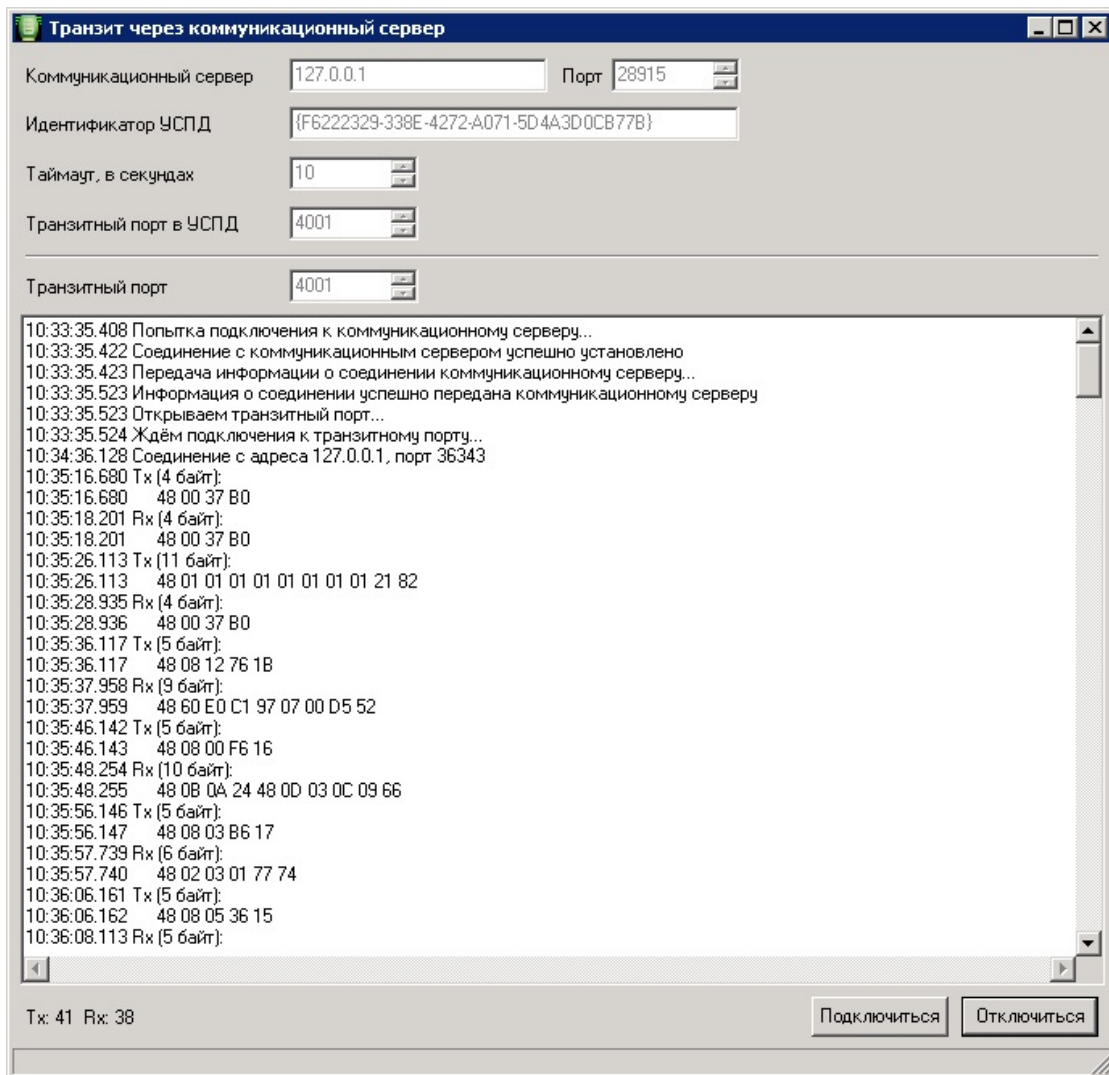 Транзит через коммуникационный сервер
Коммуникационный сервер 127.0.0.1 Порт 28915
Идентификатор УСПД {F6222329-338E-4272-A071-5D4A3D0CB77B}
Таймаут, в секундах 10
Транзитный порт в УСПД 4001
Транзитный порт 4001
10:33:35.408 Попытка подключения к коммуникационному серверу...
10:33:35.422 Соединение с коммуникационным сервером успешно установлено
10:33:35.423 Передача информации о соединении коммуникационному серверу...
10:33:35.523 Информация о соединении успешно передана коммуникационному серверу
10:33:35.523 Открываем транзитный порт...
10:33:35.524 Ждём подключения к транзитному порту...
10:34:36.128 Соединение с адреса 127.0.0.1, порт 36343
10:35:16.680 Tx (4 байт):
10:35:16.680 48 00 37 B0
10:35:18.201 Rx (4 байт):
10:35:18.201 48 00 37 B0
10:35:26.113 Tx (11 байт):
10:35:26.113 48 01 01 01 01 01 01 01 01 21 82
10:35:28.935 Rx (4 байт):
10:35:28.936 48 00 37 B0
10:35:36.117 Tx (5 байт):
10:35:36.117 48 08 12 76 1B
10:35:37.958 Rx (9 байт):
10:35:37.959 48 60 E0 C1 97 07 00 D5 52
10:35:46.142 Tx (5 байт):
10:35:46.143 48 08 00 F6 16
10:35:48.254 Rx (10 байт):
10:35:48.255 48 0B 0A 24 48 0D 03 0C 09 66
10:35:56.146 Tx (5 байт):
10:35:56.147 48 08 03 B6 17
10:35:57.739 Rx (6 байт):
10:35:57.740 48 02 03 01 77 74
10:36:06.161 Tx (5 байт):
10:36:06.162 48 08 05 36 15
10:36:08.113 Rx (5 байт):
Tx: 41 Rx: 38 Подключиться Отключиться